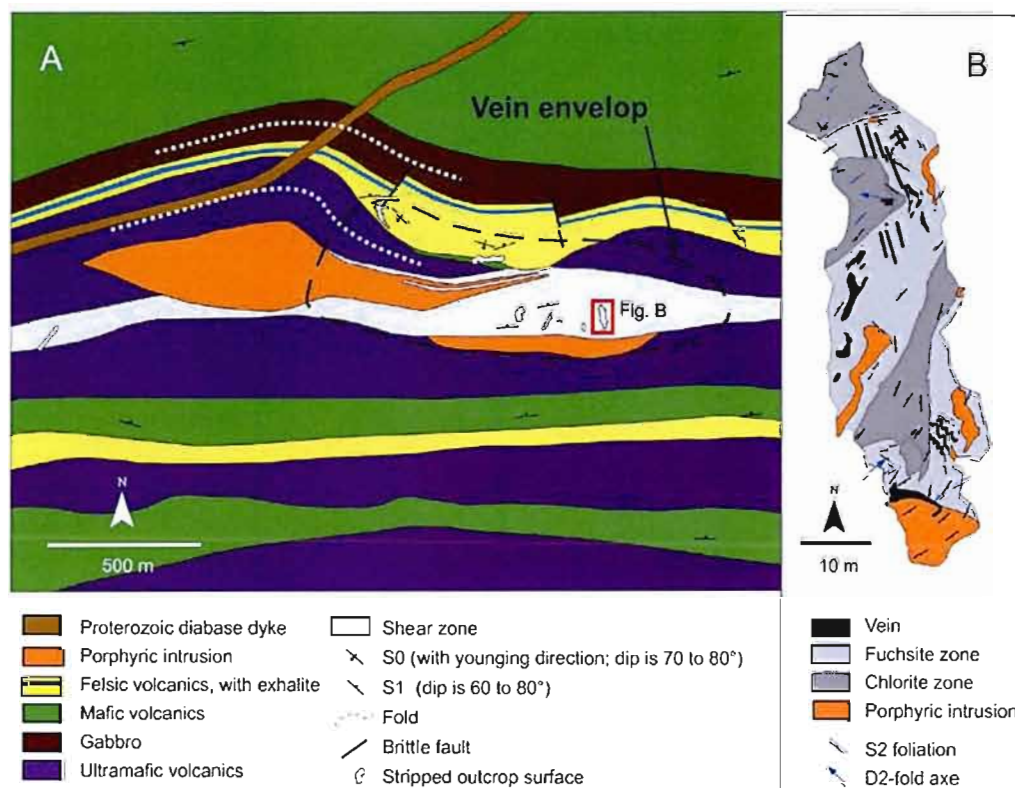 A
Vein envelop
Fig. B
N
500 m
B
N
10 m
Proterozoic diabase dyke
Porphyric intrusion
Felsic volcanics, with exhalite
Mafic volcanics
Gabbro
Ultramafic volcanics
Shear zone
S0 (with younging direction; dip is 70 to 80°)
S1 (dip is 60 to 80°)
Fold
Brittle fault
Stripped outcrop surface
Vein
Fuchsite zone
Chlorite zone
Porphyric intrusion
S2 foliation
D2-fold axe